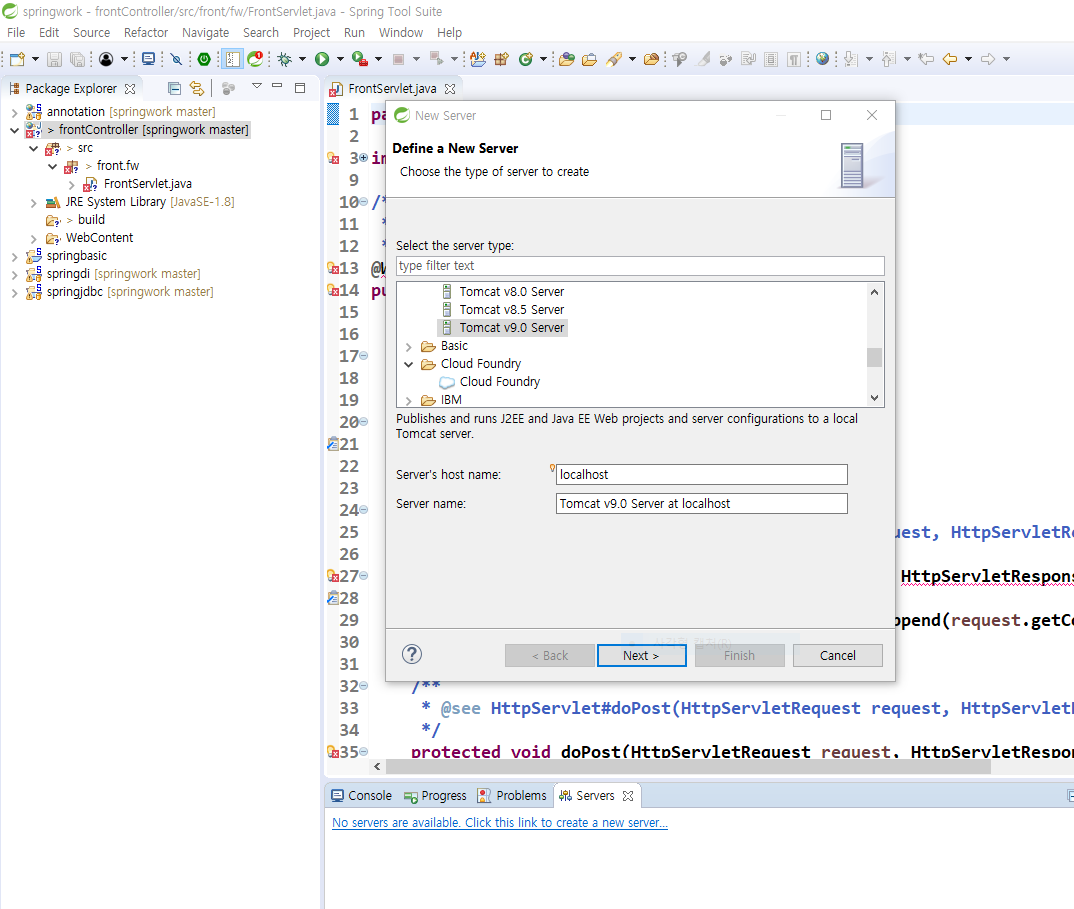 springwork - frontController/src/front/fw/FrontServlet.java - Spring Tool Suite
File Edit Source Refactor Navigate Search Project Run Window Help
Package Explorer
FrontServlet.java
annotation [springwork master]
> frontController [springwork master]
> src
> front.fw
FrontServlet.java
JRE System Library [JavaSE-1.8]
> build
WebContent
springbasic
springdi [springwork master]
springjdbc [springwork master]
1 pa
2
3 im
9
10 /*
11 *
12 *
13 @W
14 pu
15
16
17
18
19
20
21
22
23
24
25 uest, HttpServletRe
26
27 HttpServletRespons
28
29 ppend(request.getCo
30
31
32 /**
33 * @see HttpServlet#doPost(HttpServletRequest request, HttpServletR
34 */
35 protected void doPost(HttpServletRequest request, HttpServletRespon
New Server
Define a New Server
Choose the type of server to create
Select the server type:
type filter text
Tomcat v8.0 Server
Tomcat v8.5 Server
Tomcat v9.0 Server
Basic
Cloud Foundry
Cloud Foundry
IBM
Publishes and runs J2EE and Java EE Web projects and server configurations to a local
Tomcat server.
Server's host name: localhost
Server name: Tomcat v9.0 Server at localhost
< Back Next > Finish Cancel
Console Progress Problems Servers
No servers are available. Click this link to create a new server...